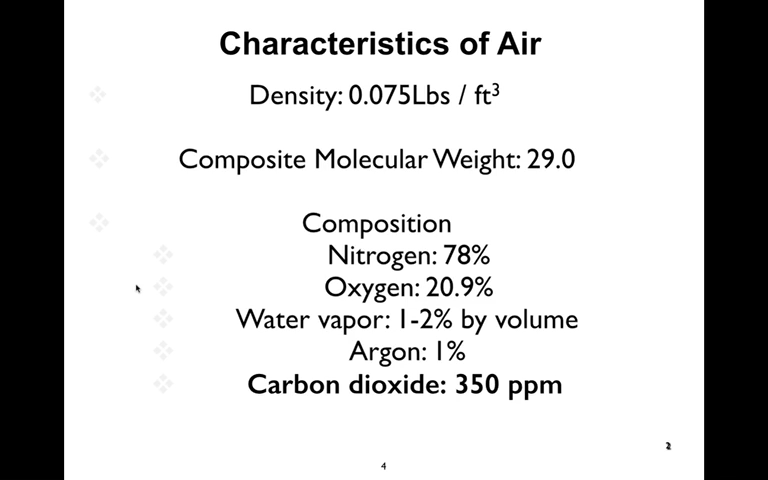 Characteristics of Air
Density: 0.075Lbs / ft³
Composite Molecular Weight: 29.0
Composition
Nitrogen: 78%
Oxygen: 20.9%
Water vapor: 1-2% by volume
Argon: 1%
Carbon dioxide: 350 ppm
2
4